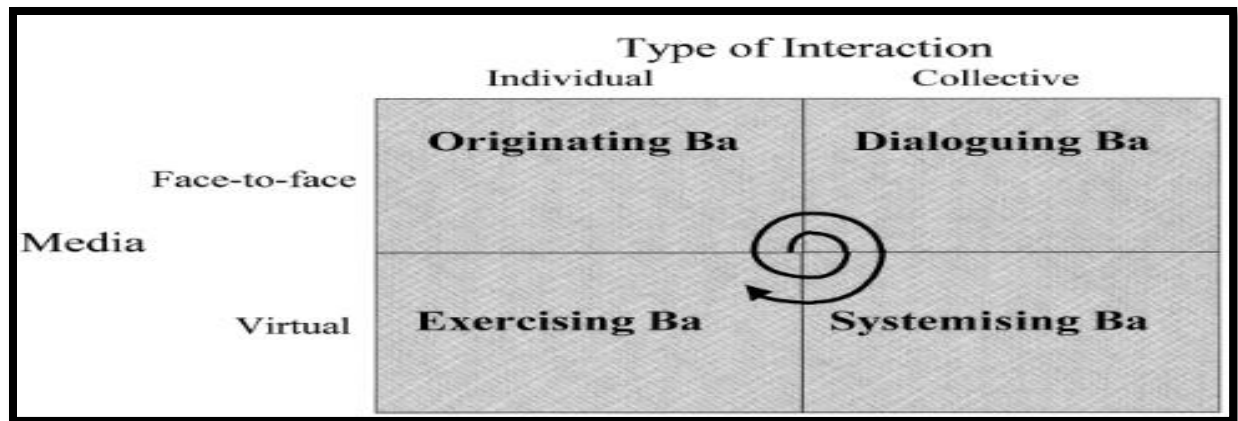 Type of Interaction
Individual Collective
Originating Ba Dialoguing Ba
Face-to-face
Media
Virtual
Exercising Ba Systemising Ba